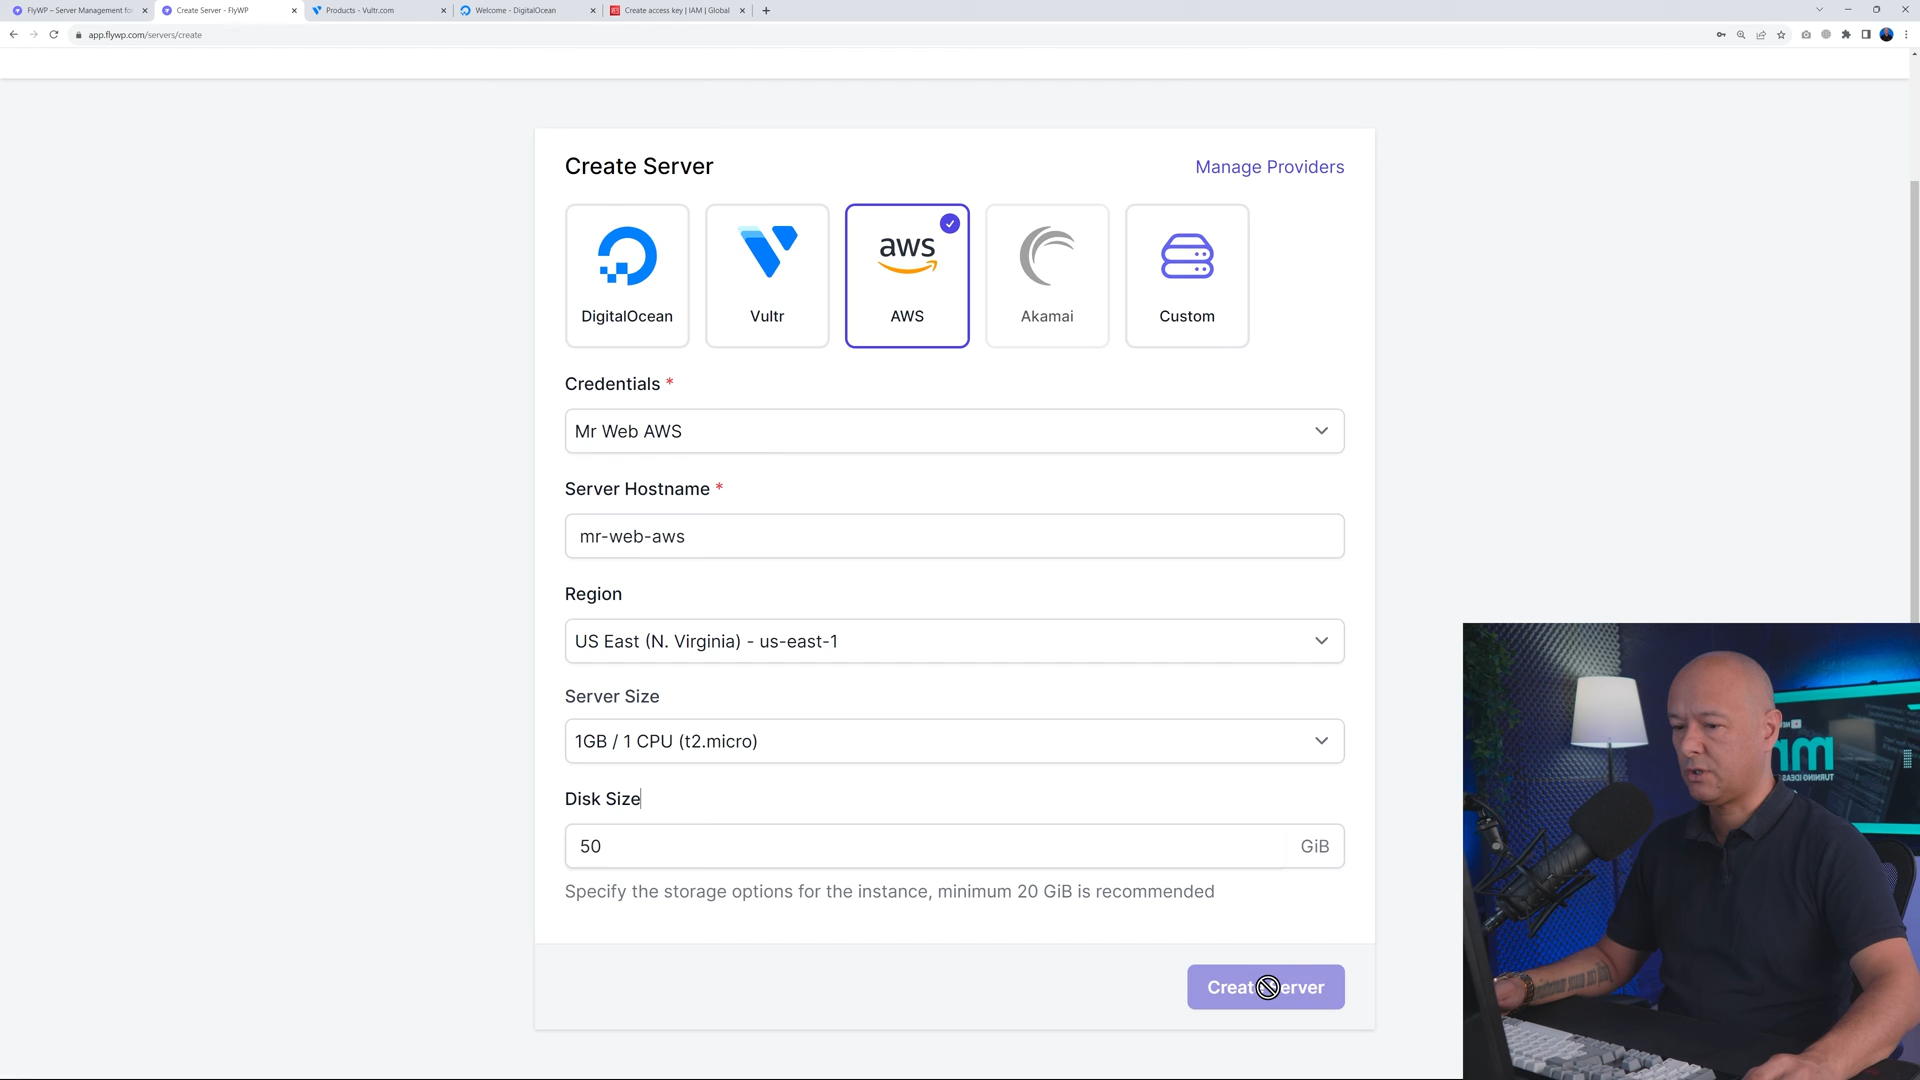 FlyWP – Server Management fo
Create Server - FlyWP
Products - Vultr.com
Welcome - DigitalOcean
Create access key | IAM | Global
app.flywp.com/servers/create
Create Server
Manage Providers
aws
DigitalOcean
Vultr
AWS
Akamai
Custom
Credentials *
Mr Web AWS
Server Hostname *
mr-web-aws
Region
US East (N. Virginia) - us-east-1
Server Size
1GB / 1 CPU (t2.micro)
Disk Size
50
GiB
Specify the storage options for the instance, minimum 20 GiB is recommended
Create Server